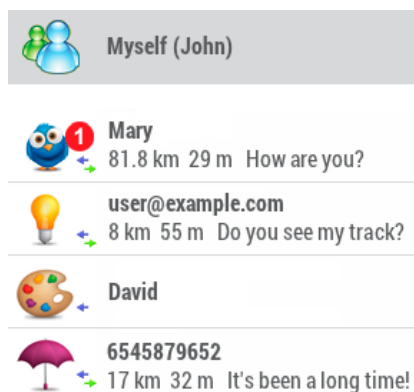 Myself (John)
1
Mary
81.8 km 29 m How are you?
user@example.com
8 km 55 m Do you see my track?
David
6545879652
17 km 32 m It's been a long time!